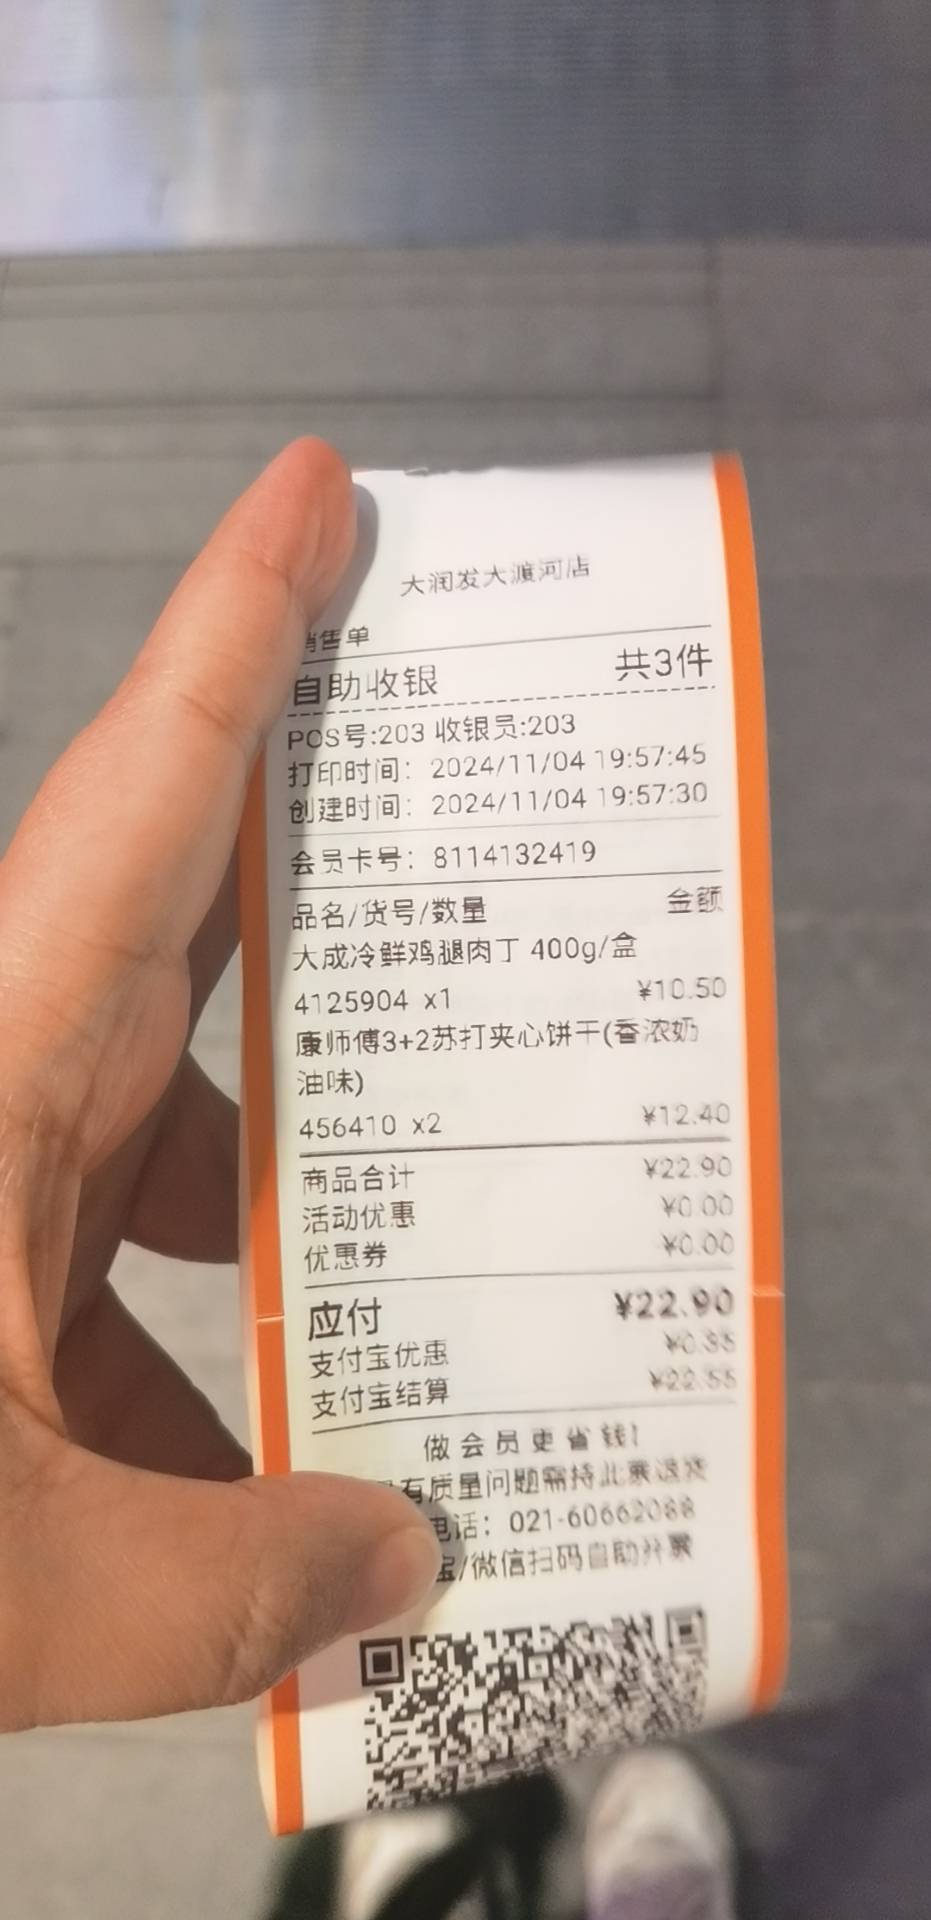 大润发大渡河店
销售单
自助收银 共3件
POS号:203 收银员:203
打印时间： 2024/11/04 19:57:45
创建时间： 2024/11/04 19:57:30
会员卡号： 8114132419
品名/货号/数量 金额
大成冷鲜鸡腿肉丁 400g/盒
4125904 x1 ¥10.50
康师傅3+2苏打夹心饼干(香浓奶
油味)
456410 x2 ¥12.40
商品合计 ¥22.90
活动优惠 ¥0.00
优惠券 ¥0.00
应付 ¥22.90
支付宝优惠 ¥0.35
支付宝结算 ¥22.55
做会员更省钱!
有质量问题需持此票退货
电话： 021-60662088
宝/微信扫码自助开票